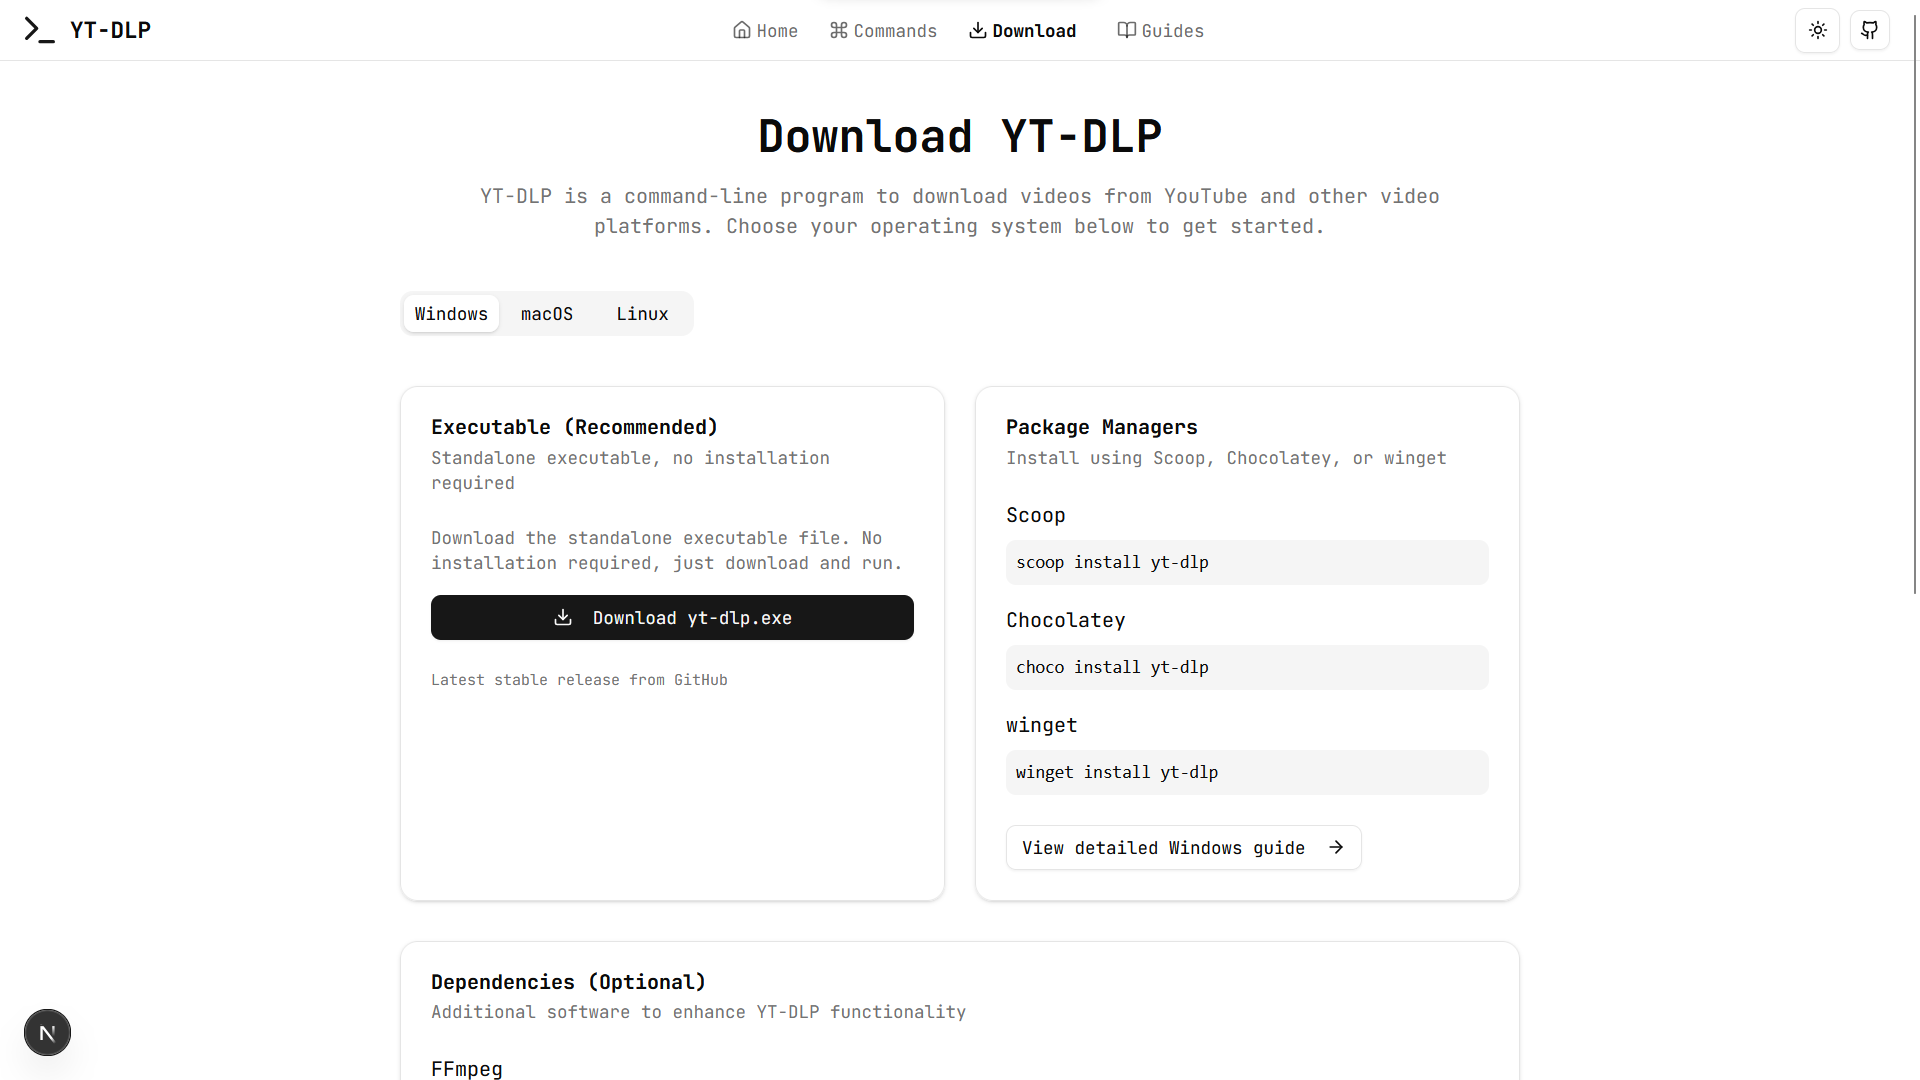 YT-DLP
Home
Commands
Download
Guides
Download YT-DLP
YT-DLP is a command-line program to download videos from YouTube and other video
platforms. Choose your operating system below to get started.
Windows
macOS
Linux
Executable (Recommended)
Standalone executable, no installation
required
Download the standalone executable file. No
installation required, just download and run.
Download yt-dlp.exe
Latest stable release from GitHub
Package Managers
Install using Scoop, Chocolatey, or winget
Scoop
scoop install yt-dlp
Chocolatey
choco install yt-dlp
winget
winget install yt-dlp
View detailed Windows guide
Dependencies (Optional)
Additional software to enhance YT-DLP functionality
FFmpeg
N